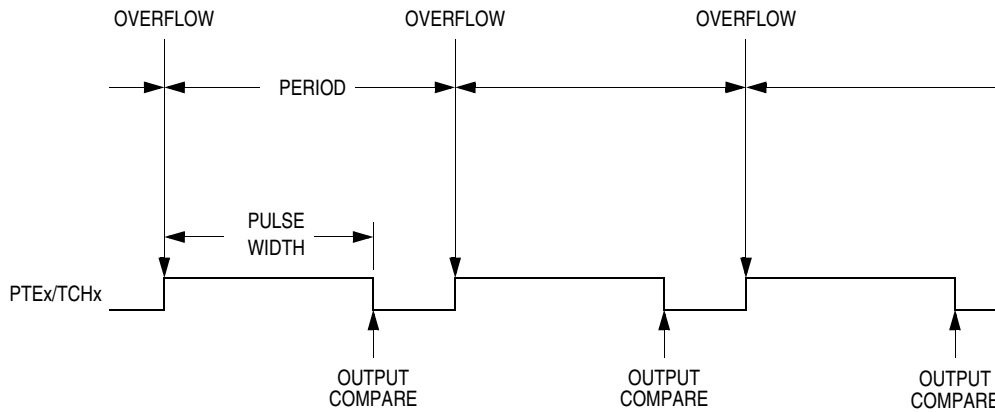 OVERFLOW
OVERFLOW
OVERFLOW
PERIOD
PULSE
WIDTH
PTEx/TCHx
OUTPUT
COMPARE
OUTPUT
COMPARE
OUTPUT
COMPARE